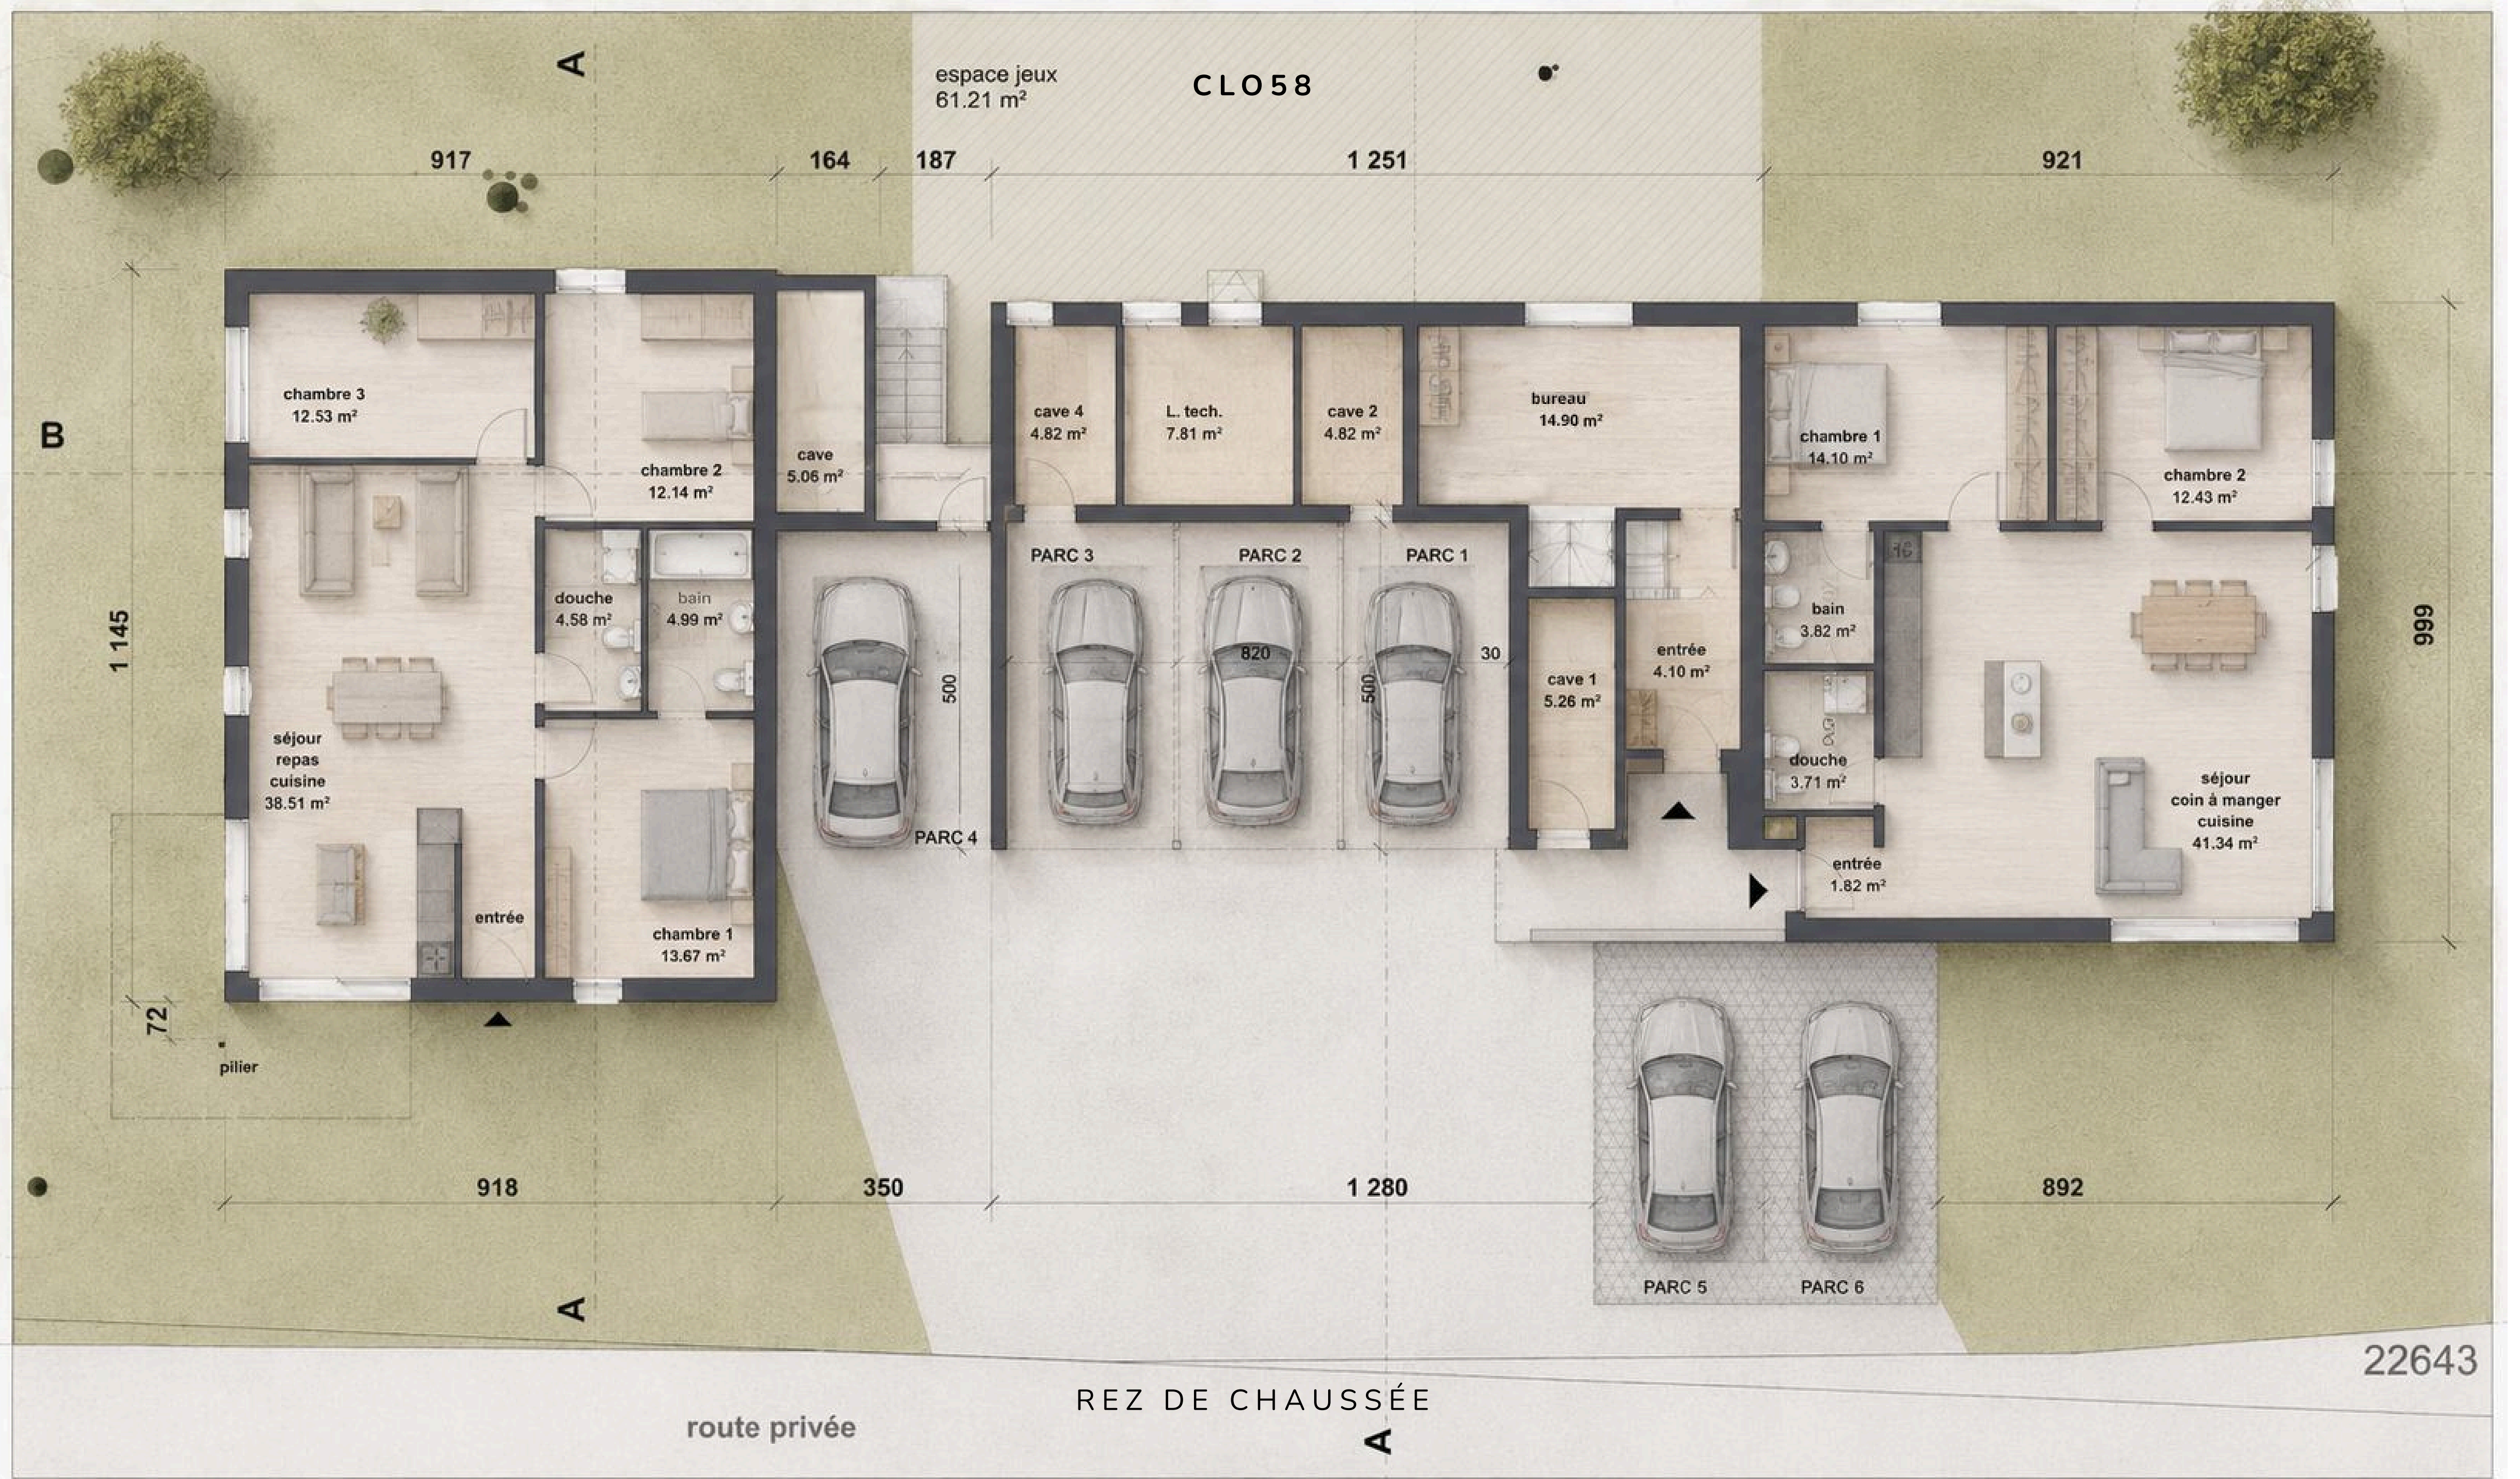 A
espace jeux
61.21 m²
CLO58
917
164
187
1 251
921
B
chambre 3
12.53 m²
chambre 2
12.14 m²
cave
5.06 m²
cave 4
4.82 m²
L. tech.
7.81 m²
cave 2
4.82 m²
bureau
14.90 m²
chambre 1
14.10 m²
chambre 2
12.43 m²
PARC 3
PARC 2
PARC 1
1 145
douche
4.58 m²
bain
4.99 m²
500
820
500
30
cave 1
5.26 m²
entrée
4.10 m²
bain
3.82 m²
999
séjour
repas
cuisine
38.51 m²
douche
3.71 m²
séjour
coin à manger
cuisine
41.34 m²
PARC 4
entrée
1.82 m²
entrée
chambre 1
13.67 m²
72
pilier
918
350
1 280
892
PARC 5
PARC 6
A
22643
REZ DE CHAUSSÉE
route privée
A